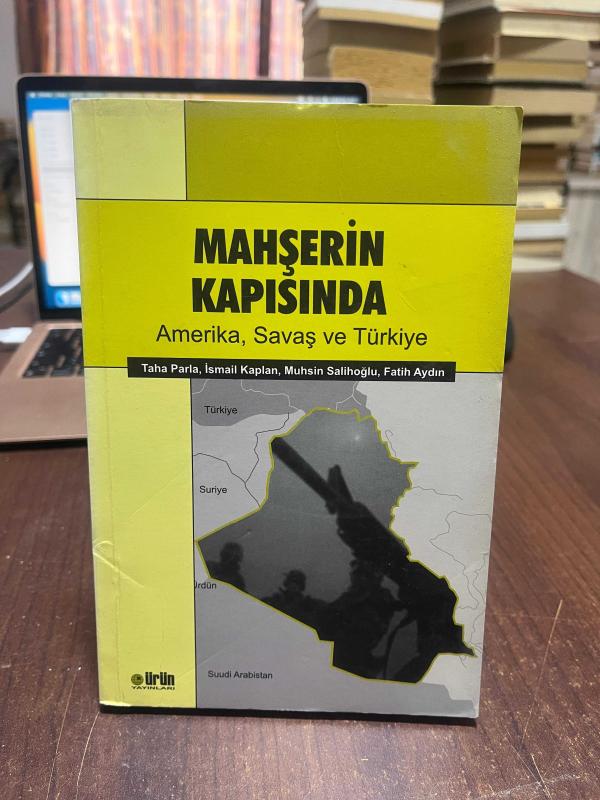 MAHŞERİN
KAPISINDA
Amerika, Savaş ve Türkiye
Taha Parla, İsmail Kaplan, Muhsin Salihoğlu, Fatih Aydın
Türkiye
Suriye
Ürdün
Suudi Arabistan
ürün
YAYINLARI